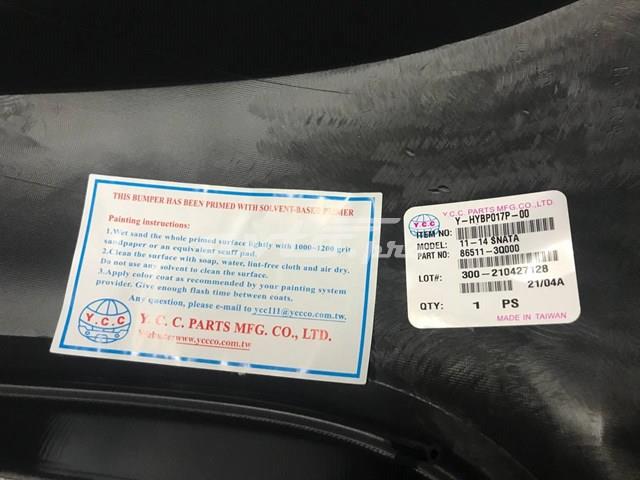 THIS BUMPER HAS BEEN PRIMED WITH SOLVENT-BASED PRIMER
Painting instructions:
1.Wet sand the whole primed surface lightly with 1000~1200 grit
sandpaper or an equivalent scuff pad.
2.Clean the surface with soap, water, lint-free cloth and air dry.
Do not use any solvent to clean the surface.
3.Apply color coat as recommended by your painting system
provider. Give enough flash time between coats.
Any question, please e-mail to ycc111@yccco.com.tw.
Y.C.C
Y. C. C. PARTS MFG. CO., LTD.
Website:www.yccco.com.tw
Y.C.C. PARTS MFG.CO.,LTD.
ITEM NO: Y-HYBP017P-00
MODEL: 11-14 SNATA
PART NO: 86511-3Q000
LOT#: 300-210427128
21/04A
QTY: 1 PS
MADE IN TAIWAN